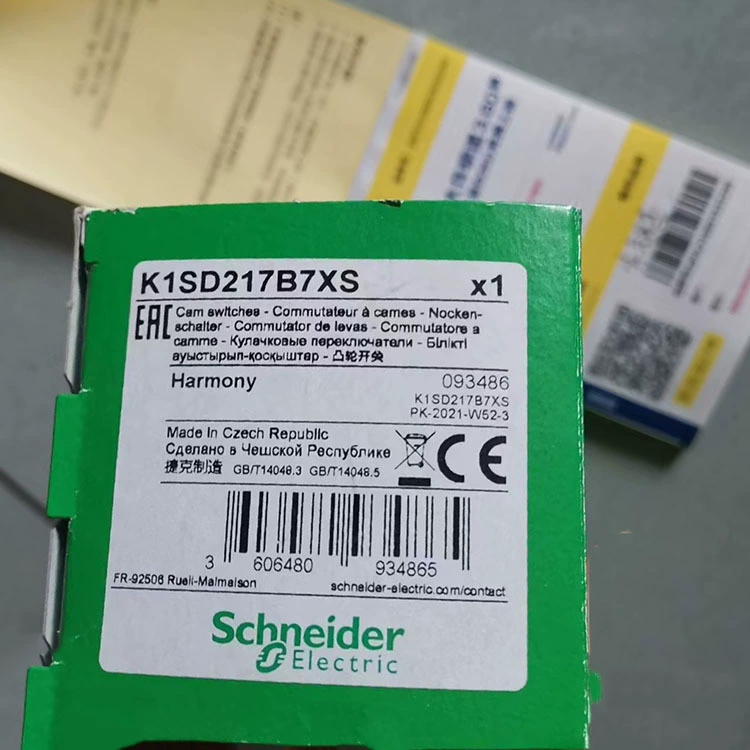 K1SD217B7XS x1
EAC Cam switches - Commutateur à cames - Nocken-
schalter - Commutador de levas - Commutatore a
camme - Кулачковые переключатели - Білікті
ауыстырып-қосқыштар - 凸轮开关
Harmony 093486
K1SD217B7XS
PK-2021-W52-3
Made in Czech Republic
Сделано в Чешской Республике
捷克制造 GB/T14048.3 GB/T14048.5
CE
3 606480 934865
FR-92506 Rueil-Malmaison schneider-electric.com/contact
Schneider
Electric